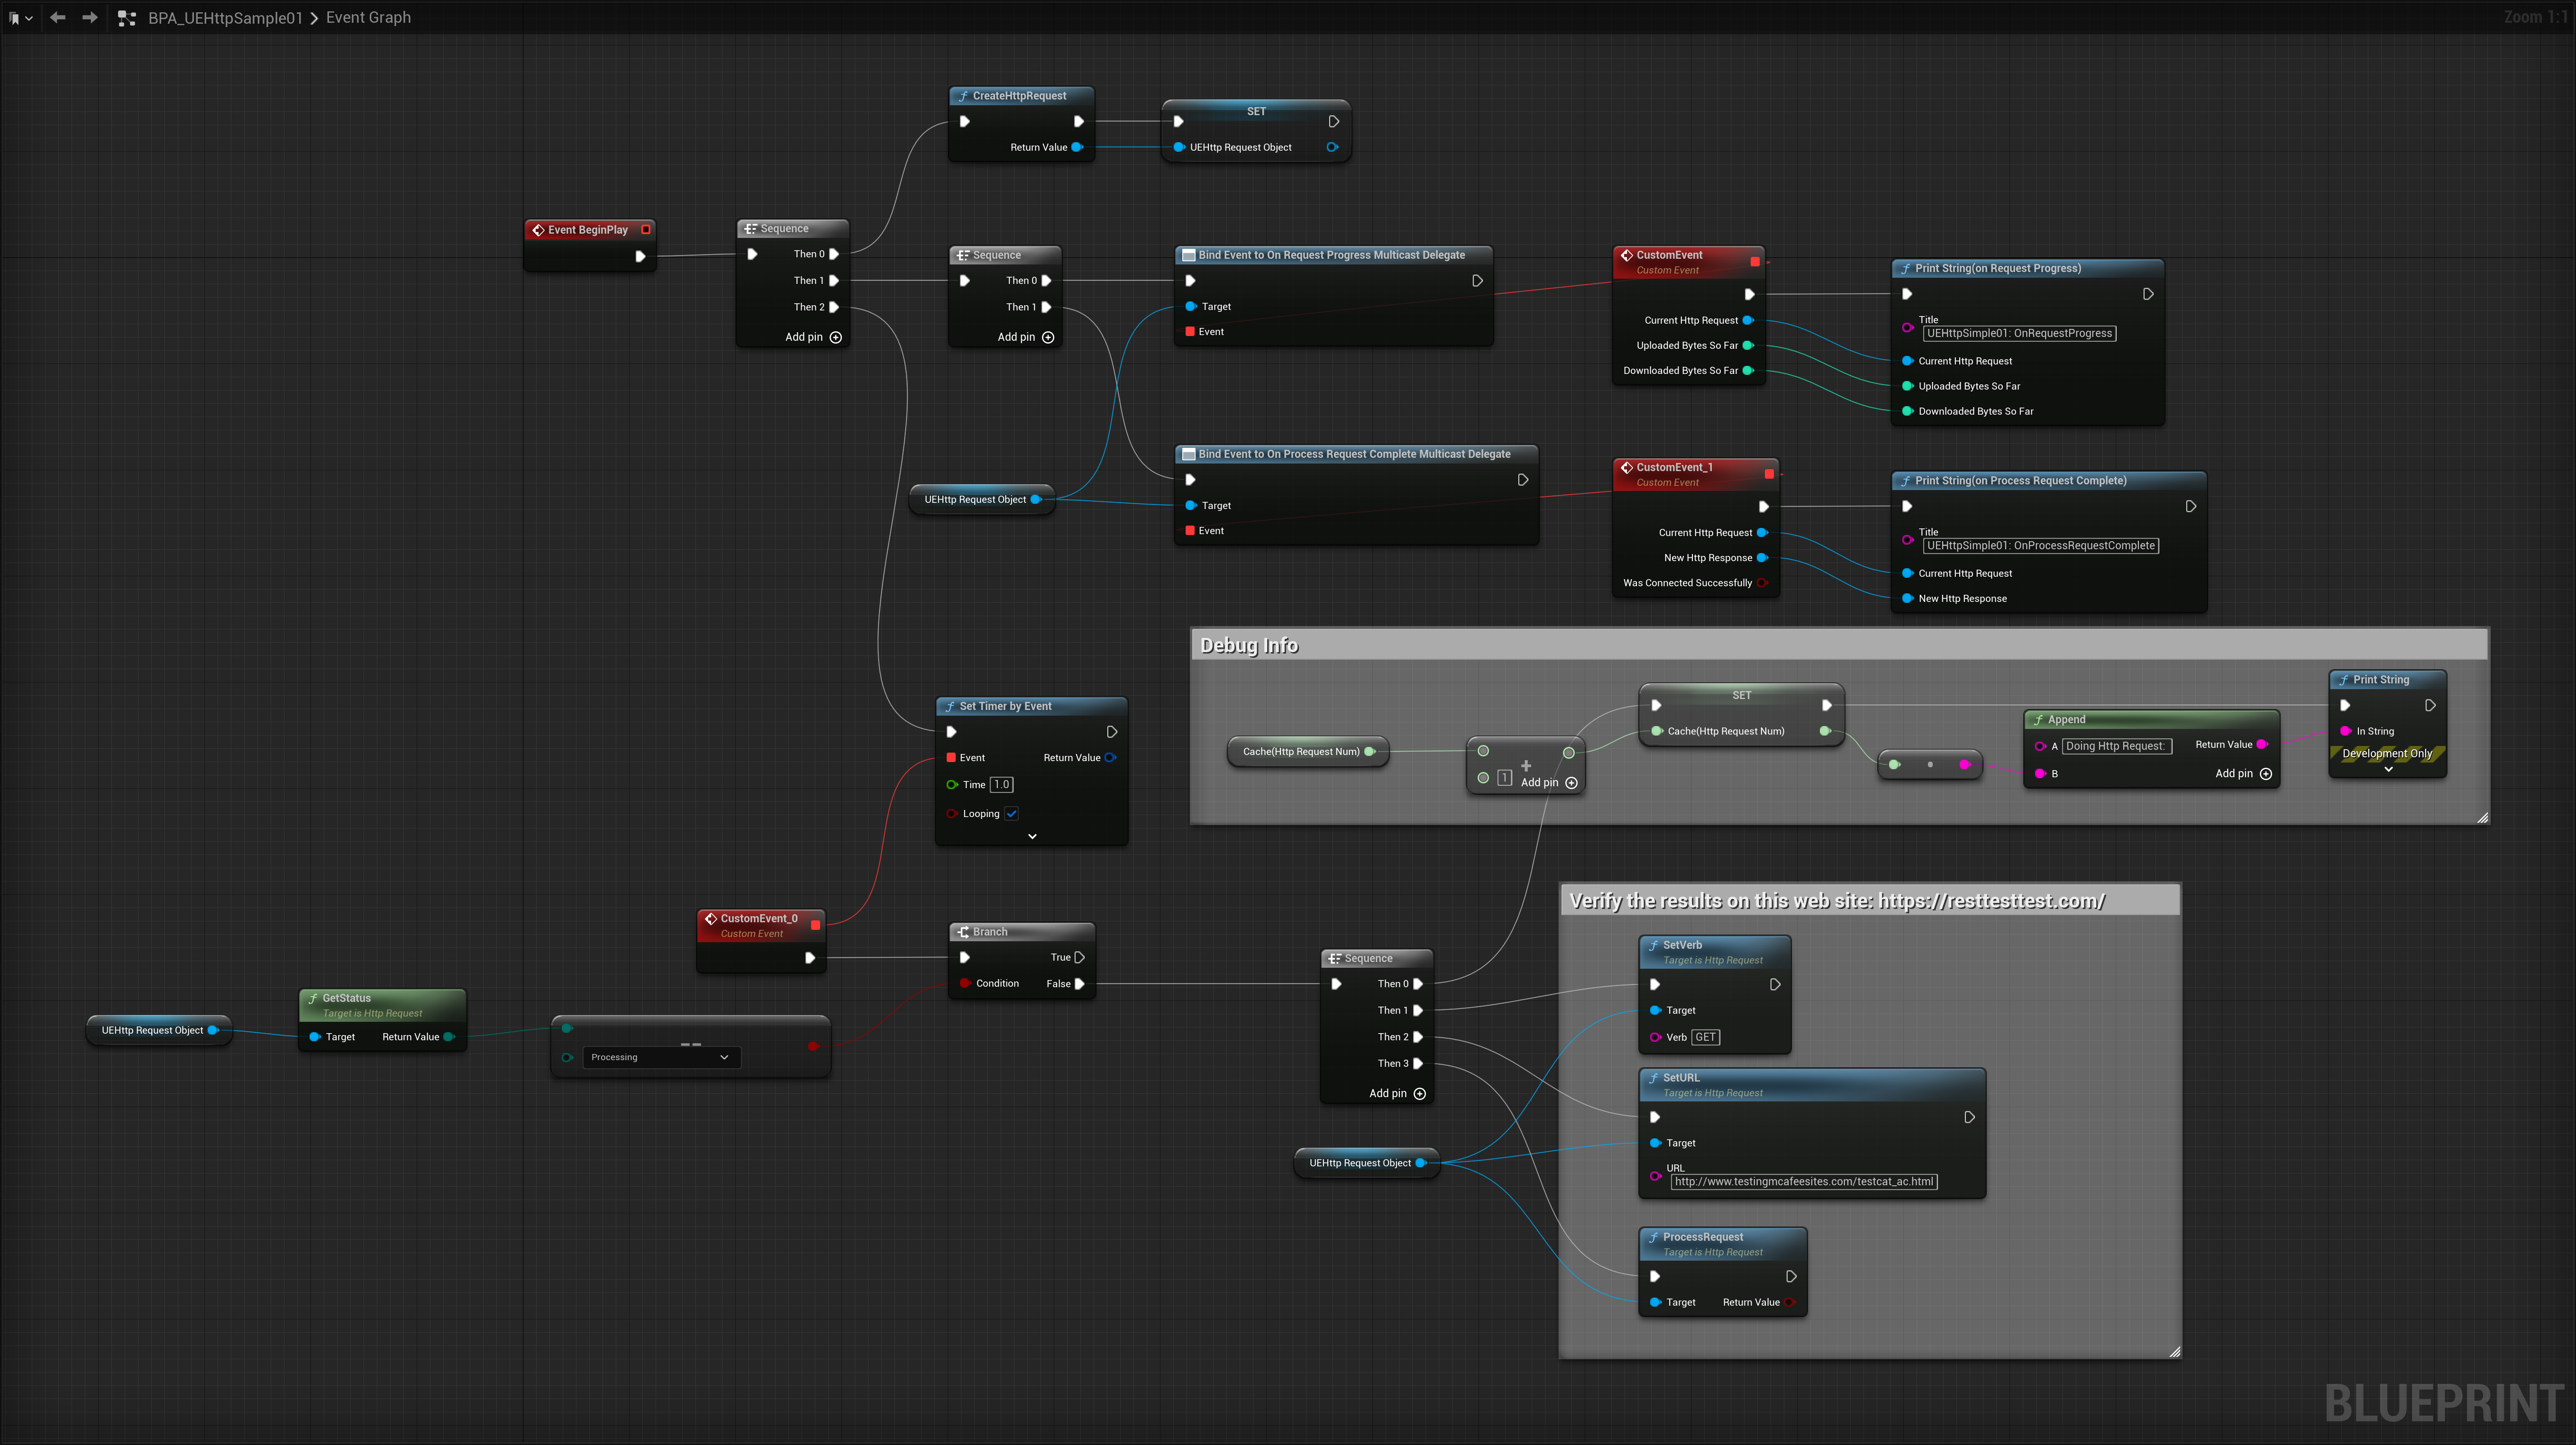 BPA_UEHttpSample01 > Event Graph
Zoom 1:1
CreateHttpRequest
Return Value
SET
UEHttp Request Object
Event BeginPlay
Sequence
Then 0
Then 1
Then 2
Add pin
Sequence
Then 0
Then 1
Add pin
Bind Event to On Request Progress Multicast Delegate
Target
Event
CustomEvent
Custom Event
Current Http Request
Uploaded Bytes So Far
Downloaded Bytes So Far
Print String(on Request Progress)
Title
UEHttpSimple01: OnRequestProgress
Current Http Request
Uploaded Bytes So Far
Downloaded Bytes So Far
UEHttp Request Object
Bind Event to On Process Request Complete Multicast Delegate
Target
Event
CustomEvent_1
Custom Event
Current Http Request
New Http Response
Was Connected Successfully
Print String(on Process Request Complete)
Title
UEHttpSimple01: OnProcessRequestComplete
Current Http Request
New Http Response
Debug Info
Cache(Http Request Num)
+
1
Add pin
SET
Cache(Http Request Num)
Append
A Doing Http Request: Return Value
B Add pin
Print String
In String
Development Only
Set Timer by Event
Event Return Value
Time 1.0
Looping
CustomEvent_0
Custom Event
Branch
True
Condition False
UEHttp Request Object
GetStatus
Target is Http Request
Target Return Value
==
Processing
Sequence
Then 0
Then 1
Then 2
Then 3
Add pin
UEHttp Request Object
Verify the results on this web site: https://resttesttest.com/
SetVerb
Target is Http Request
Target
Verb GET
SetURL
Target is Http Request
Target
URL
http://www.testingmcafeesites.com/testcat_ac.html
ProcessRequest
Target is Http Request
Target Return Value
BLUEPRINT